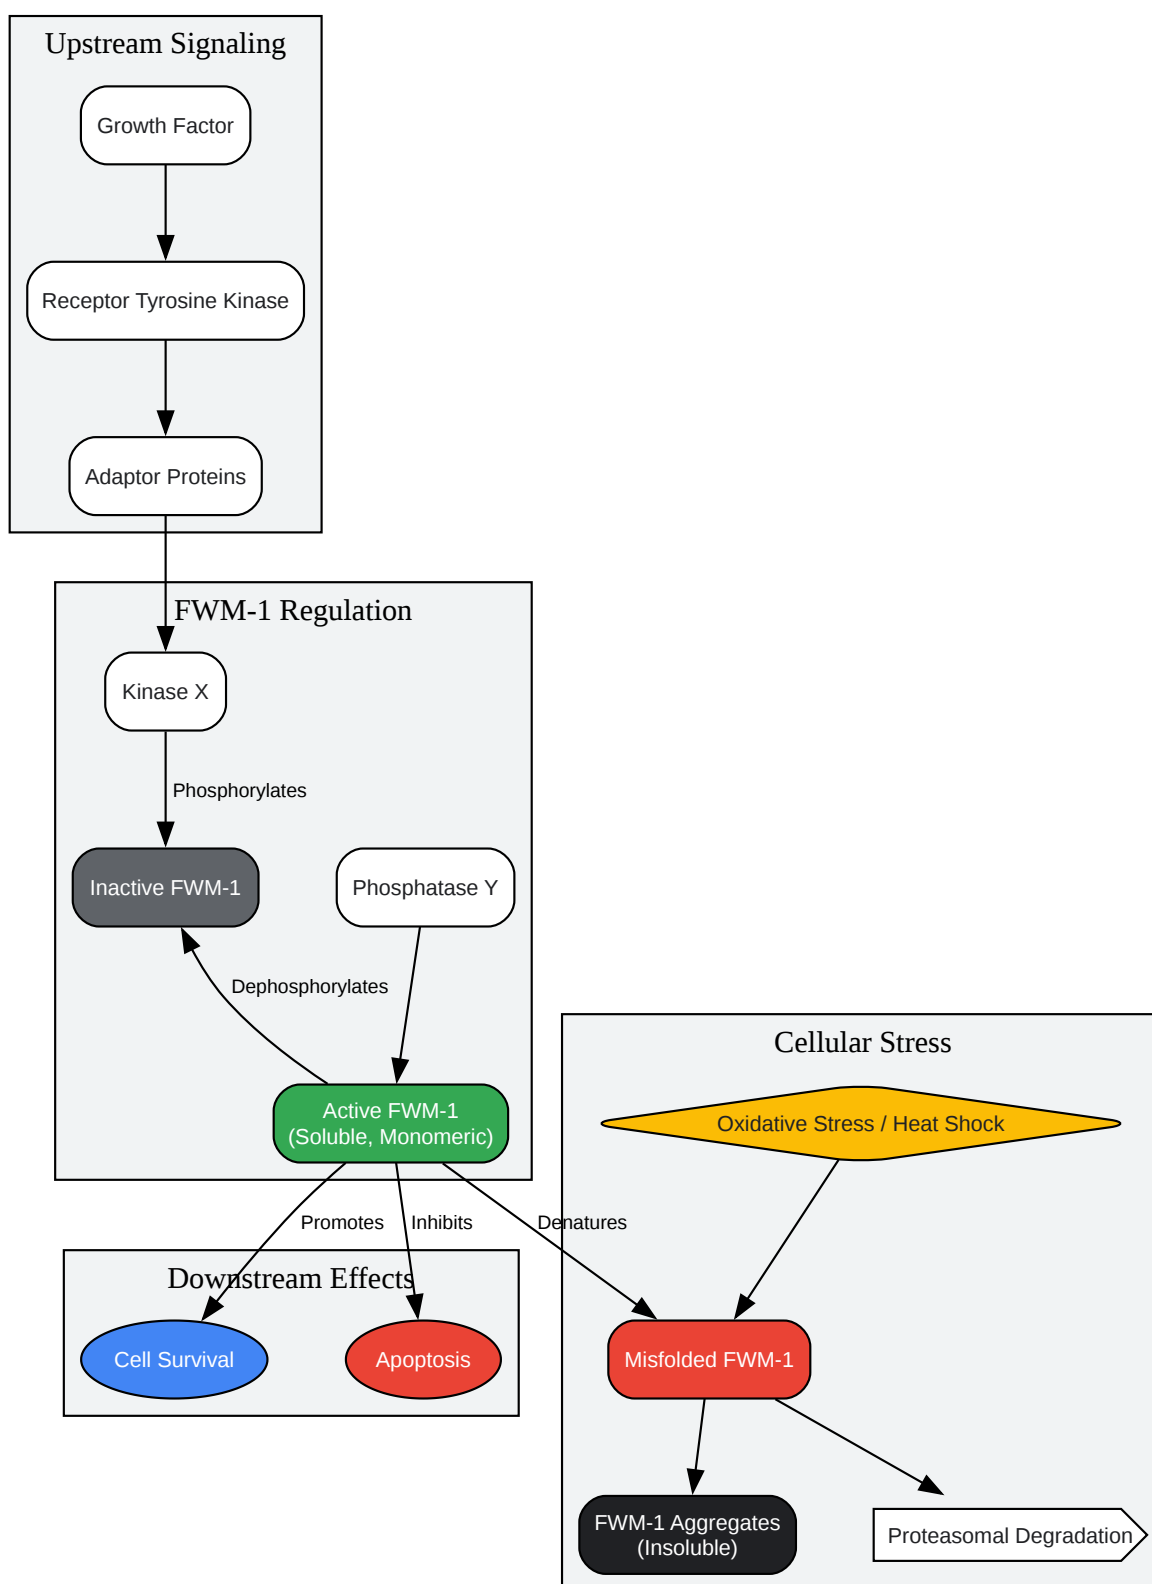 Upstream Signaling
Growth Factor
Receptor Tyrosine Kinase
Adaptor Proteins
FWM-1 Regulation
Kinase X
Phosphorylates
Inactive FWM-1
Phosphatase Y
Dephosphorylates
Active FWM-1
(Soluble, Monomeric)
Cellular Stress
Oxidative Stress / Heat Shock
Promotes
Inhibits
Denatures
Downstream Effects
Cell Survival
Apoptosis
Misfolded FWM-1
FWM-1 Aggregates
(Insoluble)
Proteasomal Degradation